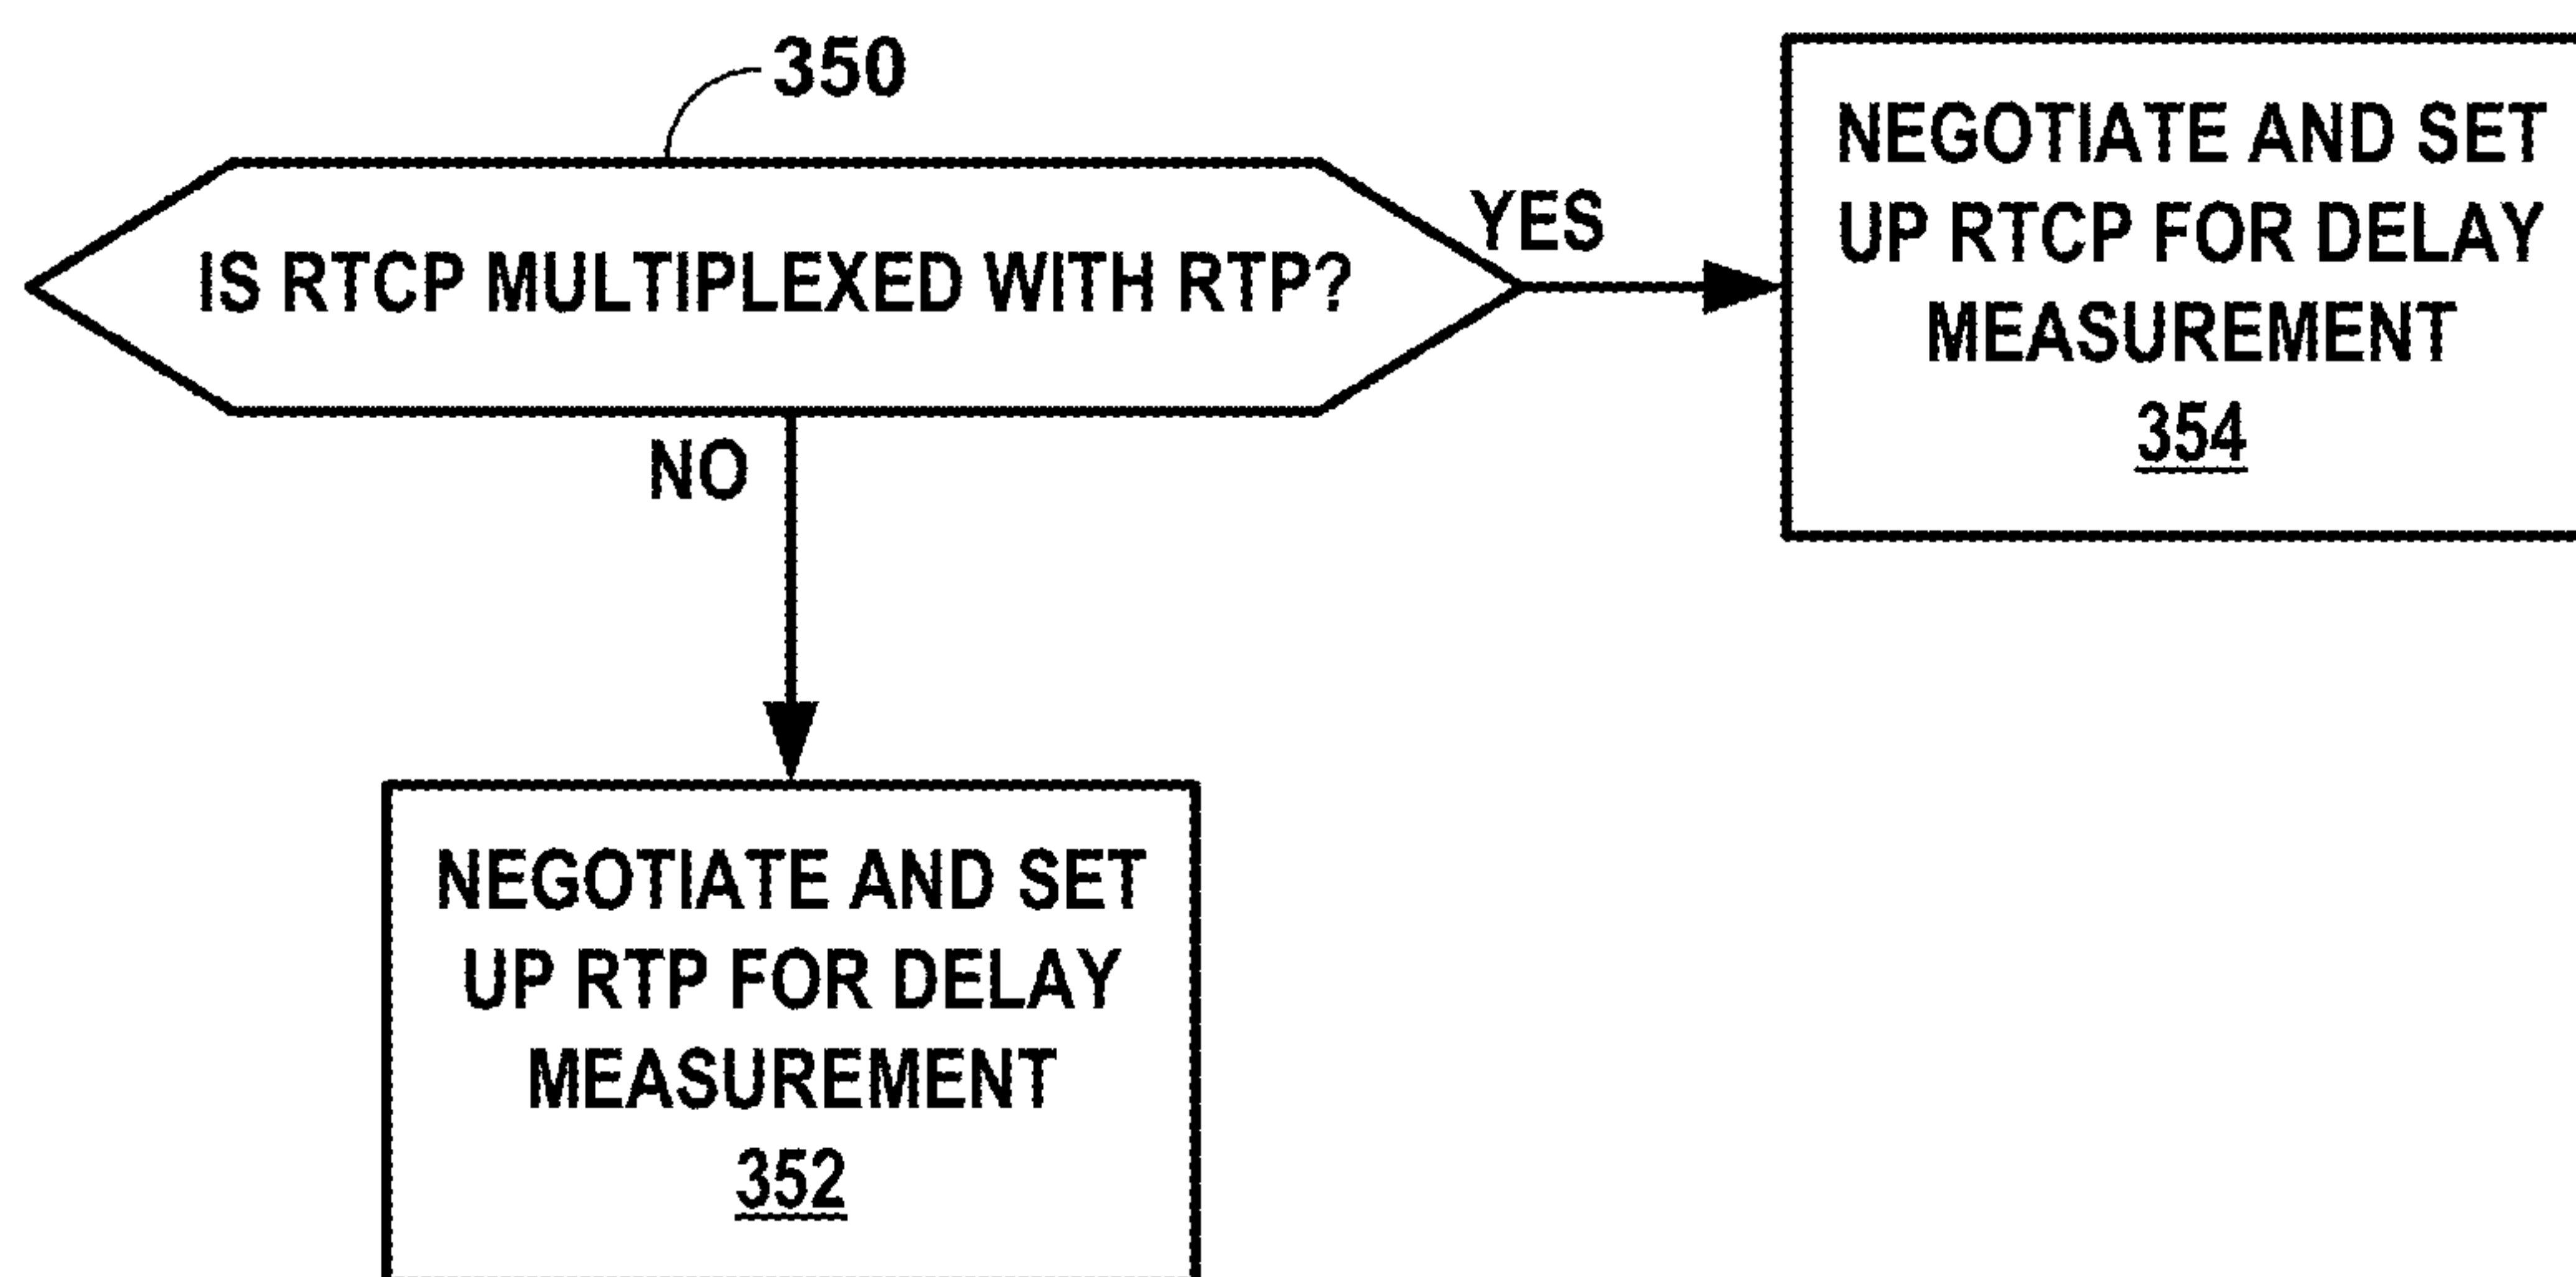 350
IS RTCP MULTIPLEXED WITH RTP?
YES
NEGOTIATE AND SET
UP RTCP FOR DELAY
MEASUREMENT
354
NO
NEGOTIATE AND SET
UP RTP FOR DELAY
MEASUREMENT
352